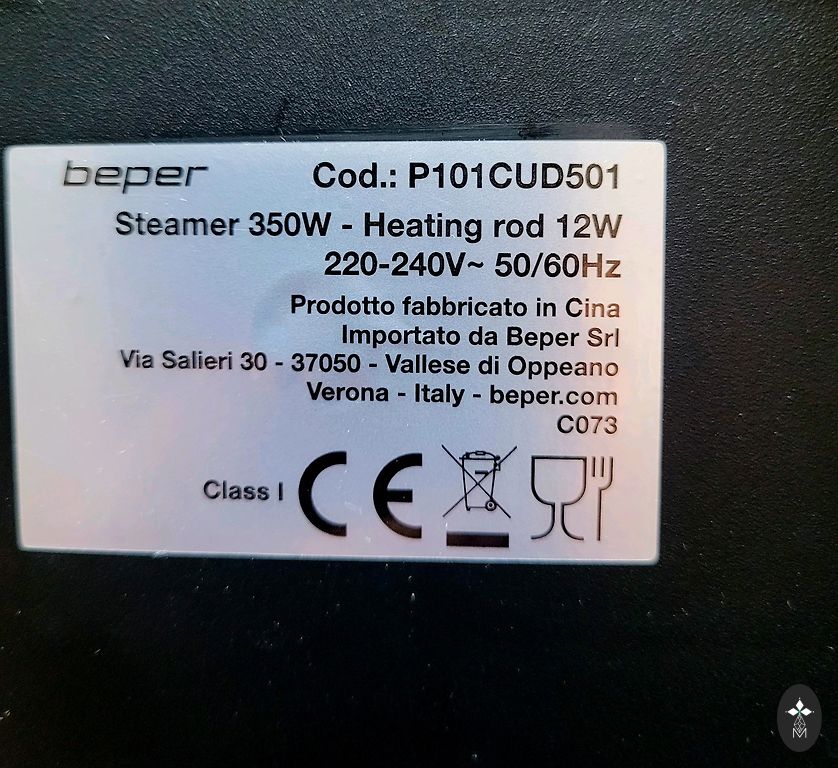 beper Cod.: P101CUD501
Steamer 350W - Heating rod 12W
220-240V~ 50/60Hz
Prodotto fabbricato in Cina
Importato da Beper Srl
Via Salieri 30 - 37050 - Vallese di Oppeano
Verona - Italy - beper.com
C073
Class I CE
M